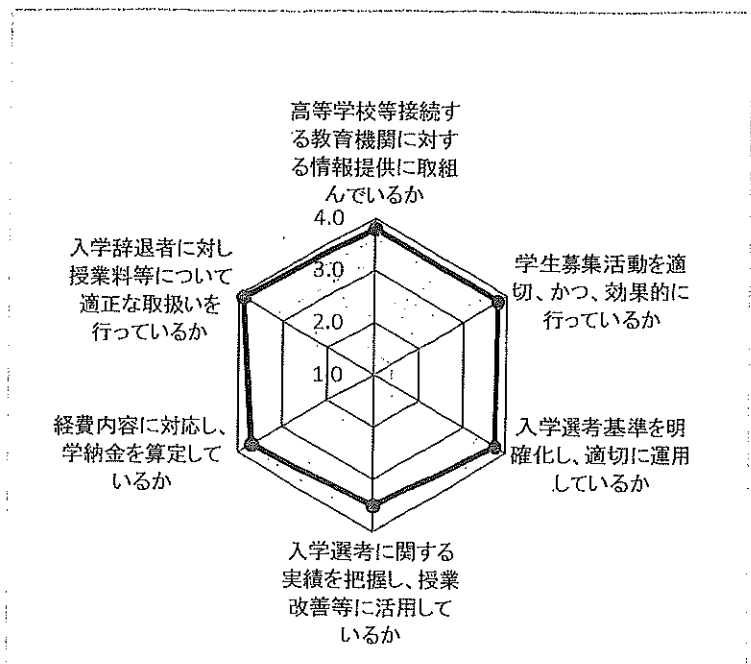 高等学校等接続す
る教育機関に対す
る情報提供に取組
んでいるか
学生募集活動を適
切、かつ、効果的に
行っているか
入学選考基準を明
確化し、適切に運用
しているか
入学選考に関する
実績を把握し、授業
改善等に活用して
いるか
経費内容に対応し、
学納金を算定して
いるか
入学辞退者に対し
授業料等について
適正な取扱いを
行っているか
4.0
3.0
2.0
1.0